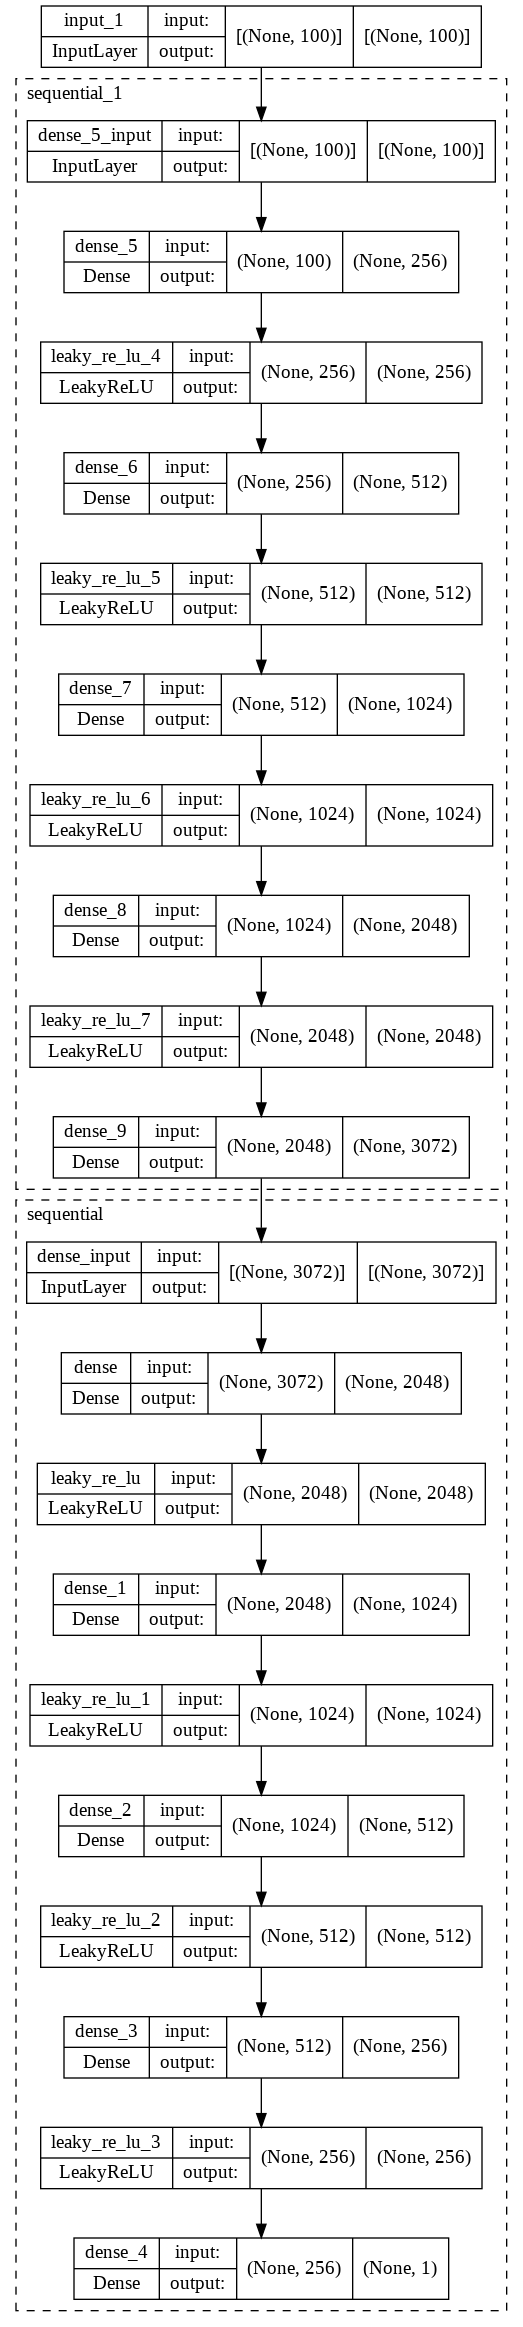 input_1 input: [(None, 100)] [(None, 100)]
InputLayer output:
sequential_1
dense_5_input input: [(None, 100)] [(None, 100)]
InputLayer output:
dense_5 input: (None, 100) (None, 256)
Dense output:
leaky_re_lu_4 input: (None, 256) (None, 256)
LeakyReLU output:
dense_6 input: (None, 256) (None, 512)
Dense output:
leaky_re_lu_5 input: (None, 512) (None, 512)
LeakyReLU output:
dense_7 input: (None, 512) (None, 1024)
Dense output:
leaky_re_lu_6 input: (None, 1024) (None, 1024)
LeakyReLU output:
dense_8 input: (None, 1024) (None, 2048)
Dense output:
leaky_re_lu_7 input: (None, 2048) (None, 2048)
LeakyReLU output:
dense_9 input: (None, 2048) (None, 3072)
Dense output:
sequential
dense_input input: [(None, 3072)] [(None, 3072)]
InputLayer output:
dense input: (None, 3072) (None, 2048)
Dense output:
leaky_re_lu input: (None, 2048) (None, 2048)
LeakyReLU output:
dense_1 input: (None, 2048) (None, 1024)
Dense output:
leaky_re_lu_1 input: (None, 1024) (None, 1024)
LeakyReLU output:
dense_2 input: (None, 1024) (None, 512)
Dense output:
leaky_re_lu_2 input: (None, 512) (None, 512)
LeakyReLU output:
dense_3 input: (None, 512) (None, 256)
Dense output:
leaky_re_lu_3 input: (None, 256) (None, 256)
LeakyReLU output:
dense_4 input: (None, 256) (None, 1)
Dense output: